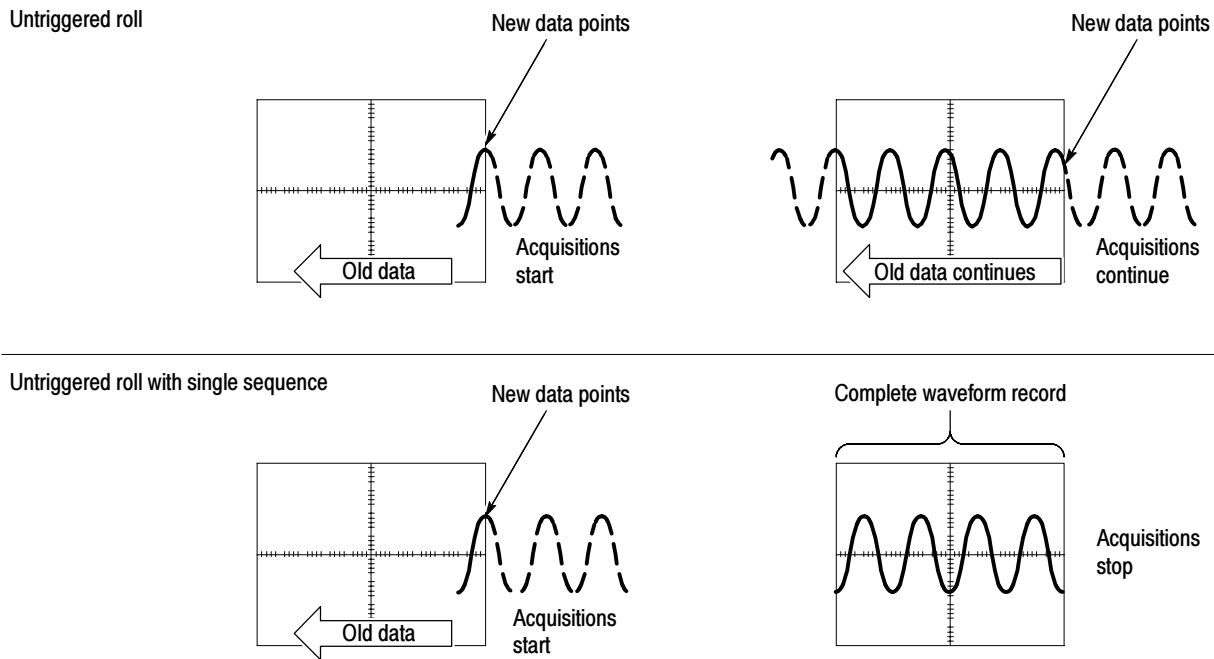 Untriggered roll
New data points
New data points
Acquisitions
start
Old data
Acquisitions
continue
Old data continues
Untriggered roll with single sequence
New data points
Complete waveform record
Acquisitions
stop
Acquisitions
start
Old data